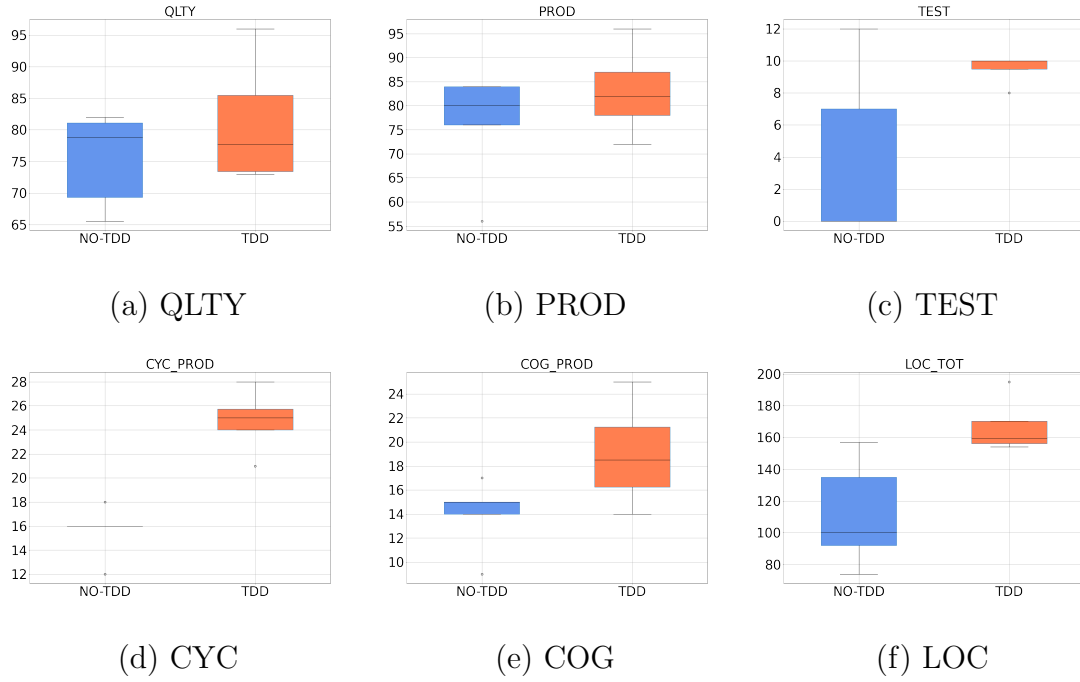 QLTY
95
90
85
80
75
70
65
NO-TDD TDD
(a) QLTY
PROD
95
90
85
80
75
70
65
60
55
NO-TDD TDD
(b) PROD
TEST
12
10
8
6
4
2
0
NO-TDD TDD
(c) TEST
CYC_PROD
28
26
24
22
20
18
16
14
12
NO-TDD TDD
(d) CYC
COG_PROD
24
22
20
18
16
14
12
10
NO-TDD TDD
(e) COG
LOC_TOT
200
180
160
140
120
100
80
NO-TDD TDD
(f) LOC